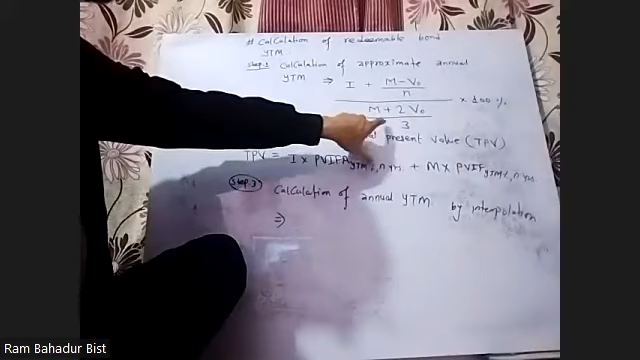 # Calculation of redeemable bond
YTM
Step.1 Calculation of approximate annual
YTM ⇒ I + M-V₀ / n
M + 2V₀ / 3 × 100%
present value (TPV)
TPV = I x PVIFA YTM%, n yrs. + M x PVIF YTM%, n yrs.
Step.3 Calculation of annual YTM. by interpolation
⇒
Ram Bahadur Bist